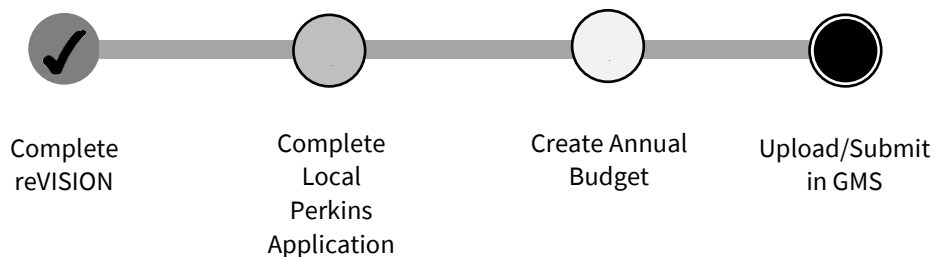 Complete
reVISION
Complete
Local
Perkins
Application
Create Annual
Budget
Upload/Submit
in GMS